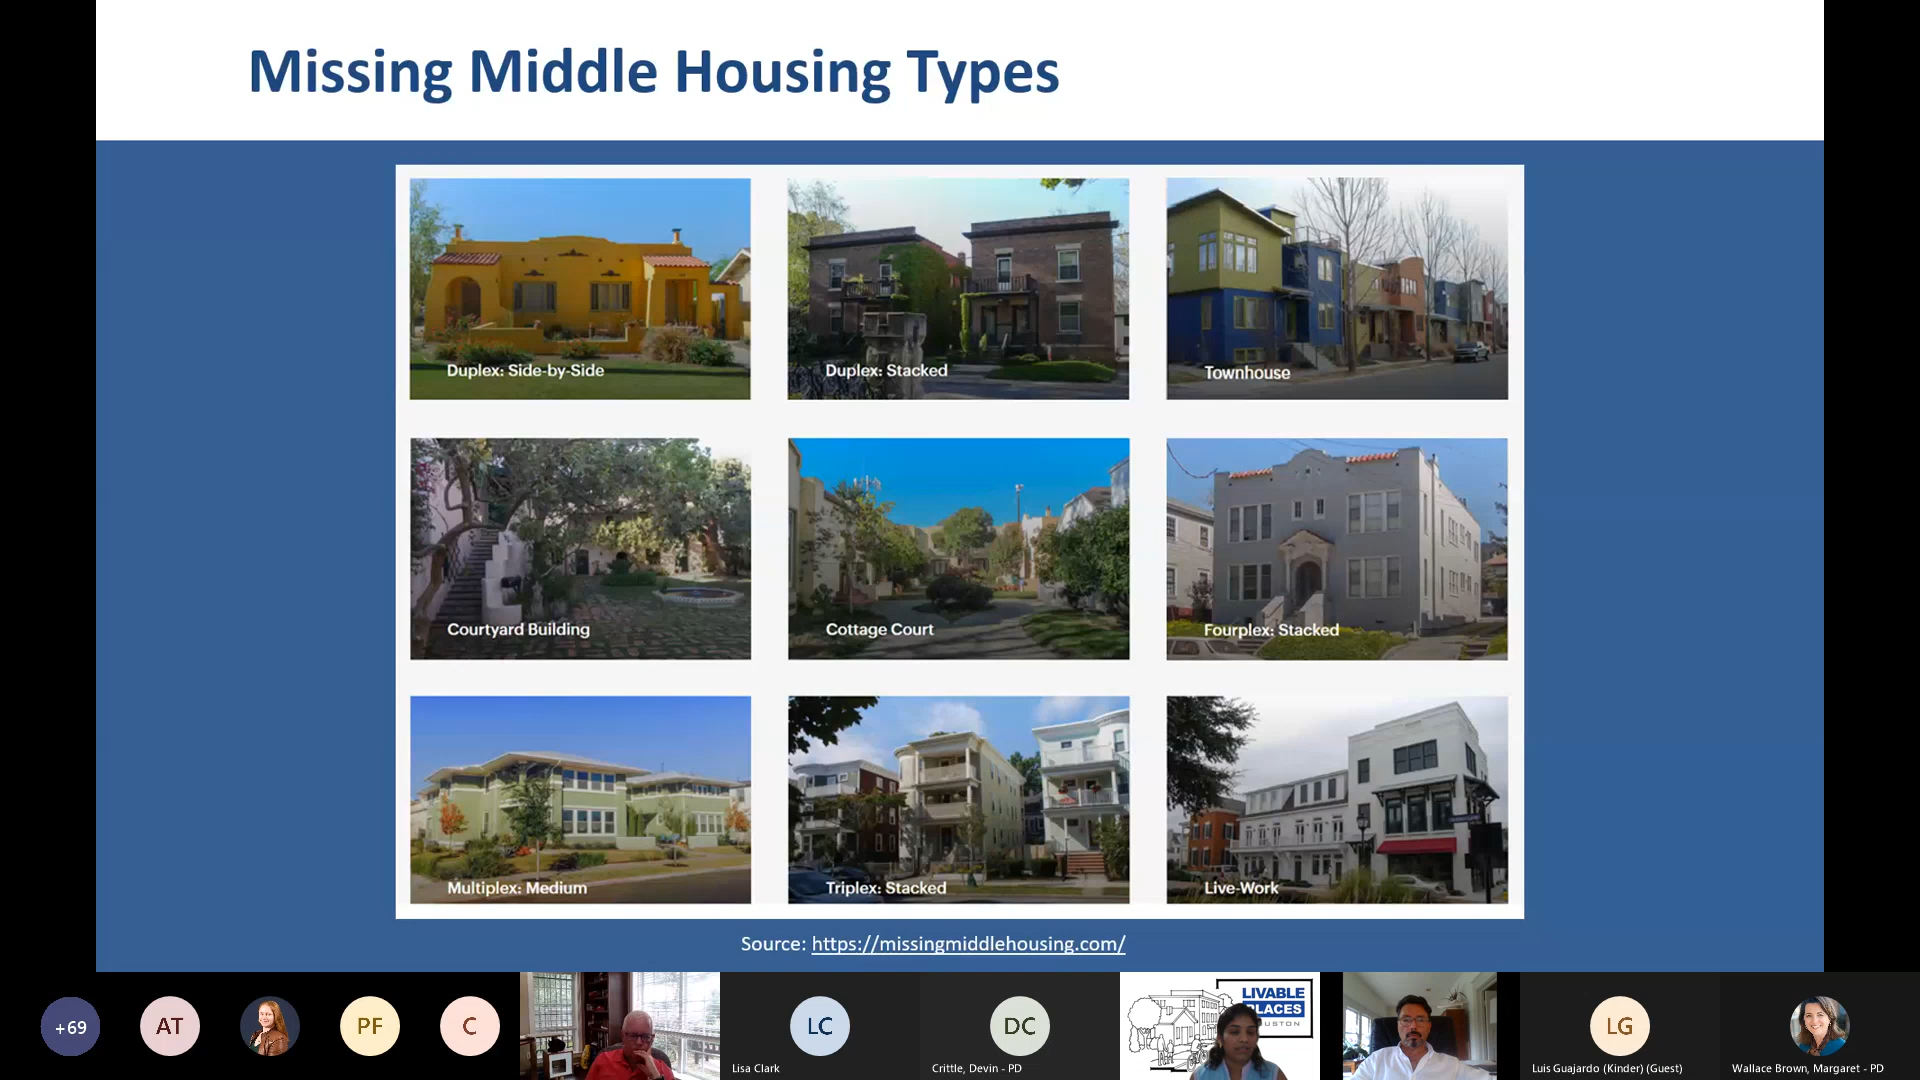 Missing Middle Housing Types
Duplex: Side-by-Side
Duplex: Stacked
Townhouse
Courtyard Building
Cottage Court
Fourplex: Stacked
Multiplex: Medium
Triplex: Stacked
Live-Work
Source: https://missingmiddlehousing.com/
+69
AT
PF
C
LC
Lisa Clark
DC
Crittle, Devin - PD
LIVABLE
PLACES
LG
Luis Guajardo (Kinder) (Guest)
Wallace Brown, Margaret - PD